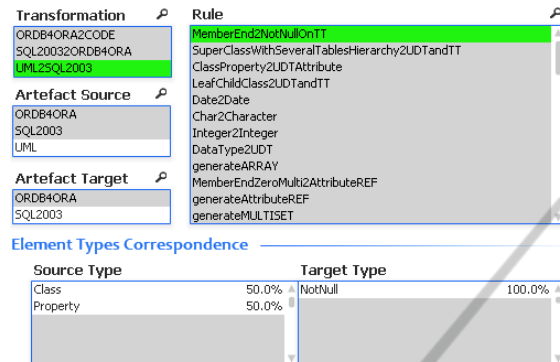 Transformation
ORDB4ORA2CODE
SQL20032ORDB4ORA
UML2SQL2003
Artefact Source
ORDB4ORA
SQL2003
UML
Artefact Target
ORDB4ORA
SQL2003
Rule
MemberEnd2NotNullOnTT
SuperClassWithSeveralTablesHierarchy2UDTandTT
ClassProperty2UDTAttribute
LeafChildClass2UDTandTT
Date2Date
Char2Character
Integer2Integer
DataType2UDT
generateARRAY
MemberEndZeroMulti2AttributeREF
generateAttributeREF
generateMULTISET
Element Types Correspondence
Source Type
Class 50.0%
Property 50.0%
Target Type
NotNull 100.0%